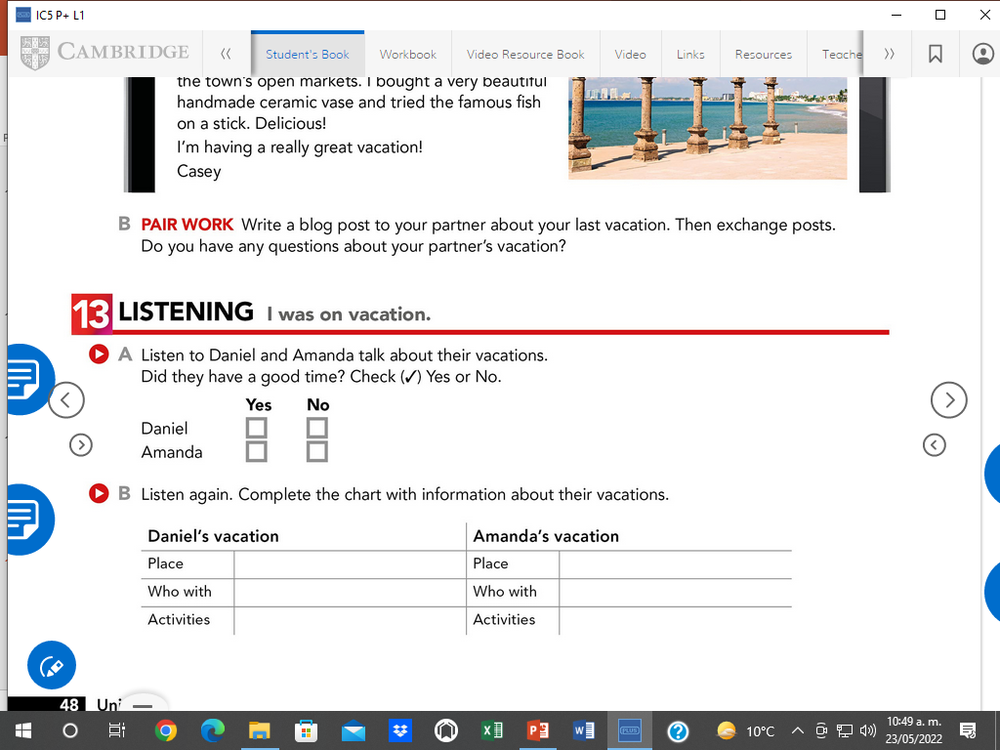 IC5 P+ L1
CAMBRIDGE
Student's Book
Workbook
Video Resource Book
Video
Links
Resources
Teache
the town's open markets. I bought a very beautiful
handmade ceramic vase and tried the famous fish
on a stick. Delicious!
I'm having a really great vacation!
Casey
B PAIR WORK Write a blog post to your partner about your last vacation. Then exchange posts.
Do you have any questions about your partner's vacation?
13 LISTENING I was on vacation.
A Listen to Daniel and Amanda talk about their vacations.
Did they have a good time? Check (✓) Yes or No.
Yes No
Daniel
Amanda
B Listen again. Complete the chart with information about their vacations.
Daniel's vacation Amanda's vacation
Place Place
Who with Who with
Activities Activities
48 Uni
PLUS
10°C
10:49 a. m.
23/05/2022